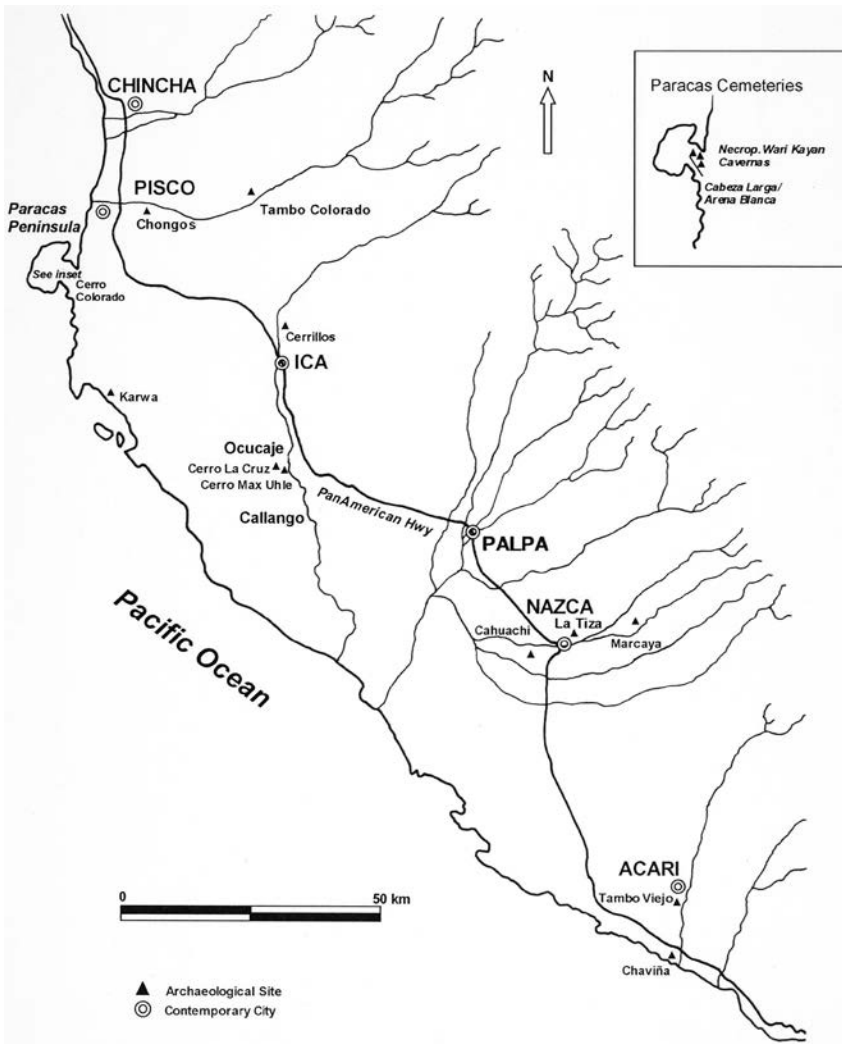 CHINCHA
N
Paracas Cemeteries
Necrop. Wari Kayan
Cavernas
Cabeza Larga/
Arena Blanca
PISCO
Paracas
Peninsula
Chongos
Tambo Colorado
See inset
Cerro
Colorado
Cerrillos
ICA
Karwa
Ocucaje
Cerro La Cruz
Cerro Max Uhle
Callango
PanAmerican Hwy
PALPA
NAZCA
La Tiza
Cahuachi
Marcaya
Pacific Ocean
ACARI
Tambo Viejo
Chaviña
0
50 km
Archaeological Site
Contemporary City